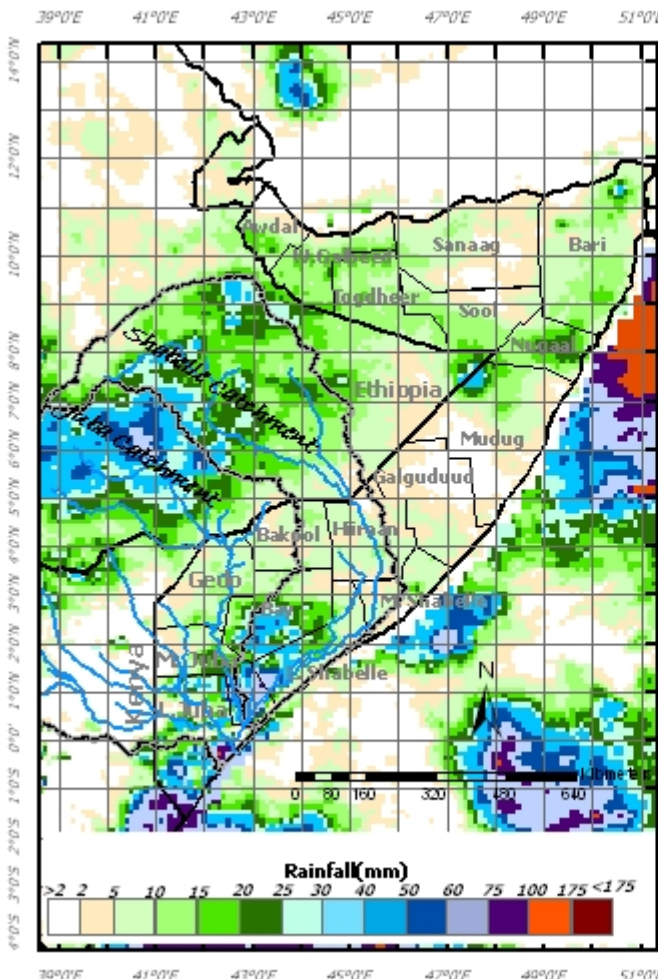 39°0'E 41°0'E 43°0'E 45°0'E 47°0'E 49°0'E 51°0'E
14°0'N
12°0'N
10°0'N
8°0'N
7°0'N
6°0'N
5°0'N
4°0'N
3°0'N
2°0'N
1°0'N
0°0'
1°0'S
2°0'S
3°0'S
4°0'S
Awdal
W.Galbeed
Togdheer
Sanaag
Bari
Sool
Nugaal
Shabelle Catchment
Juba Catchment
Ethiopia
Mudug
Galguduud
Bakool
Hiiraan
Gedo
Bay
M.Shabelle
Kenya
M. Juba
L.Shabelle
L. Juba
N
Kilometers
0 80 160 320 480 640
Rainfall(mm)
>2 2 5 10 15 20 25 30 40 50 60 75 100 175 <175
39°0'E 41°0'E 43°0'E 45°0'E 47°0'E 49°0'E 51°0'E